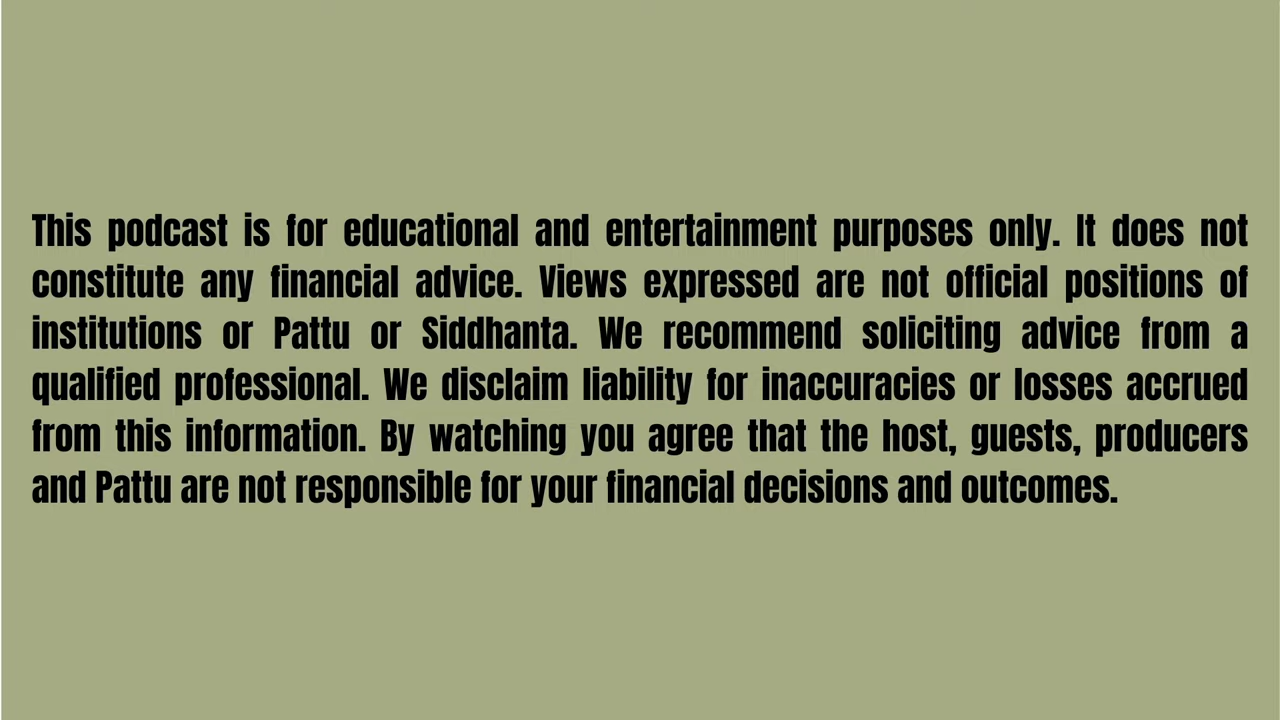 This podcast is for educational and entertainment purposes only. It does not
constitute any financial advice. Views expressed are not official positions of
institutions or Pattu or Siddhanta. We recommend soliciting advice from a
qualified professional. We disclaim liability for inaccuracies or losses accrued
from this information. By watching you agree that the host, guests, producers
and Pattu are not responsible for your financial decisions and outcomes.